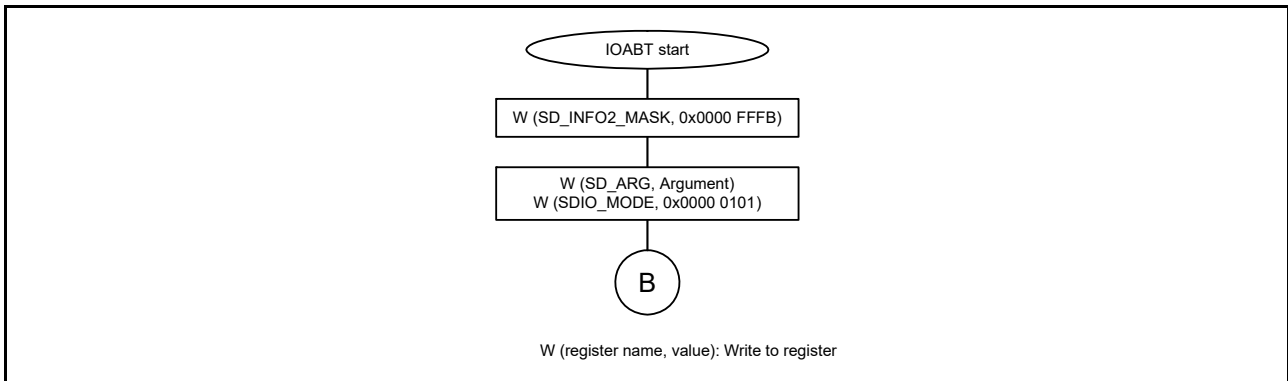 IOABT start
W (SD_INFO2_MASK, 0x0000 FFFB)
W (SD_ARG, Argument)
W (SDIO_MODE, 0x0000 0101)
B
W (register name, value): Write to register